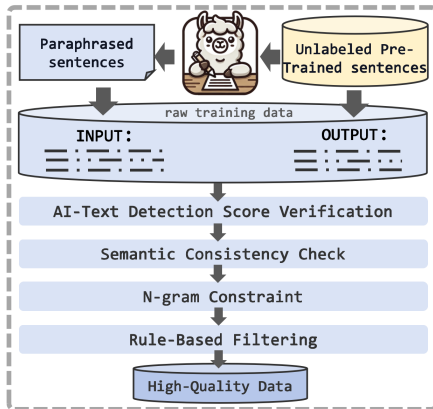 Paraphrased
sentences
Unlabeled Pre-
Trained sentences
raw training data
INPUT:
OUTPUT:
AI-Text Detection Score Verification
Semantic Consistency Check
N-gram Constraint
Rule-Based Filtering
High-Quality Data